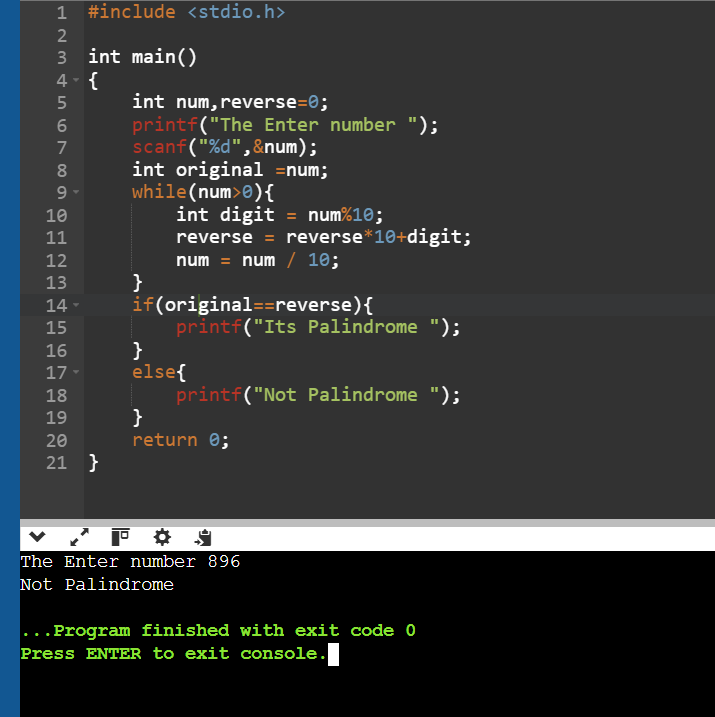 1 #include <stdio.h>
2
3 int main()
4 {
5     int num,reverse=0;
6     printf("The Enter number ");
7     scanf("%d",&num);
8     int original =num;
9     while(num>0){
10         int digit = num%10;
11         reverse = reverse*10+digit;
12         num = num / 10;
13     }
14     if(original==reverse){
15         printf("Its Palindrome ");
16     }
17     else{
18         printf("Not Palindrome ");
19     }
20     return 0;
21 }
The Enter number 896
Not Palindrome
...Program finished with exit code 0
Press ENTER to exit console.